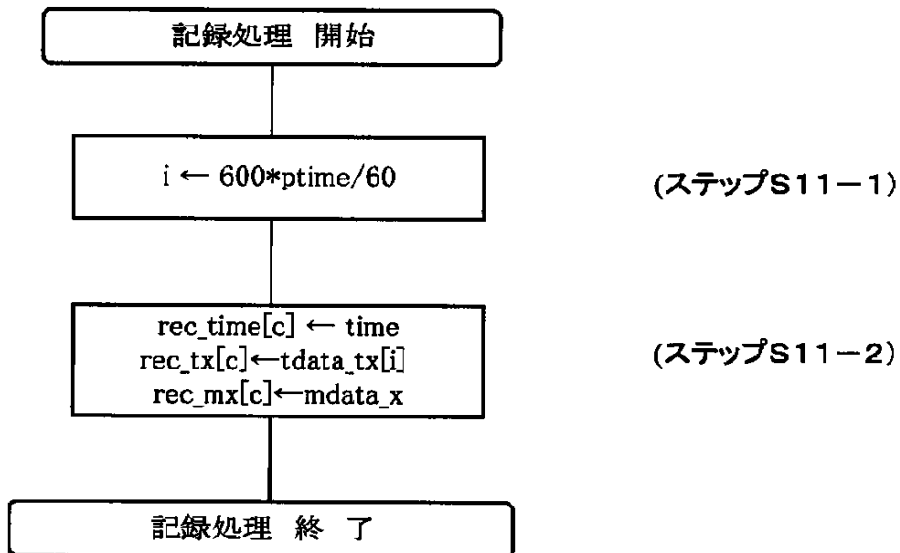 記録処理 開始
i ← 600*ptime/60
(ステップS11−1)
rec_time[c] ← time
rec_tx[c]←tdata_tx[i]
rec_mx[c]←mdata_x
(ステップS11−2)
記録処理 終 了